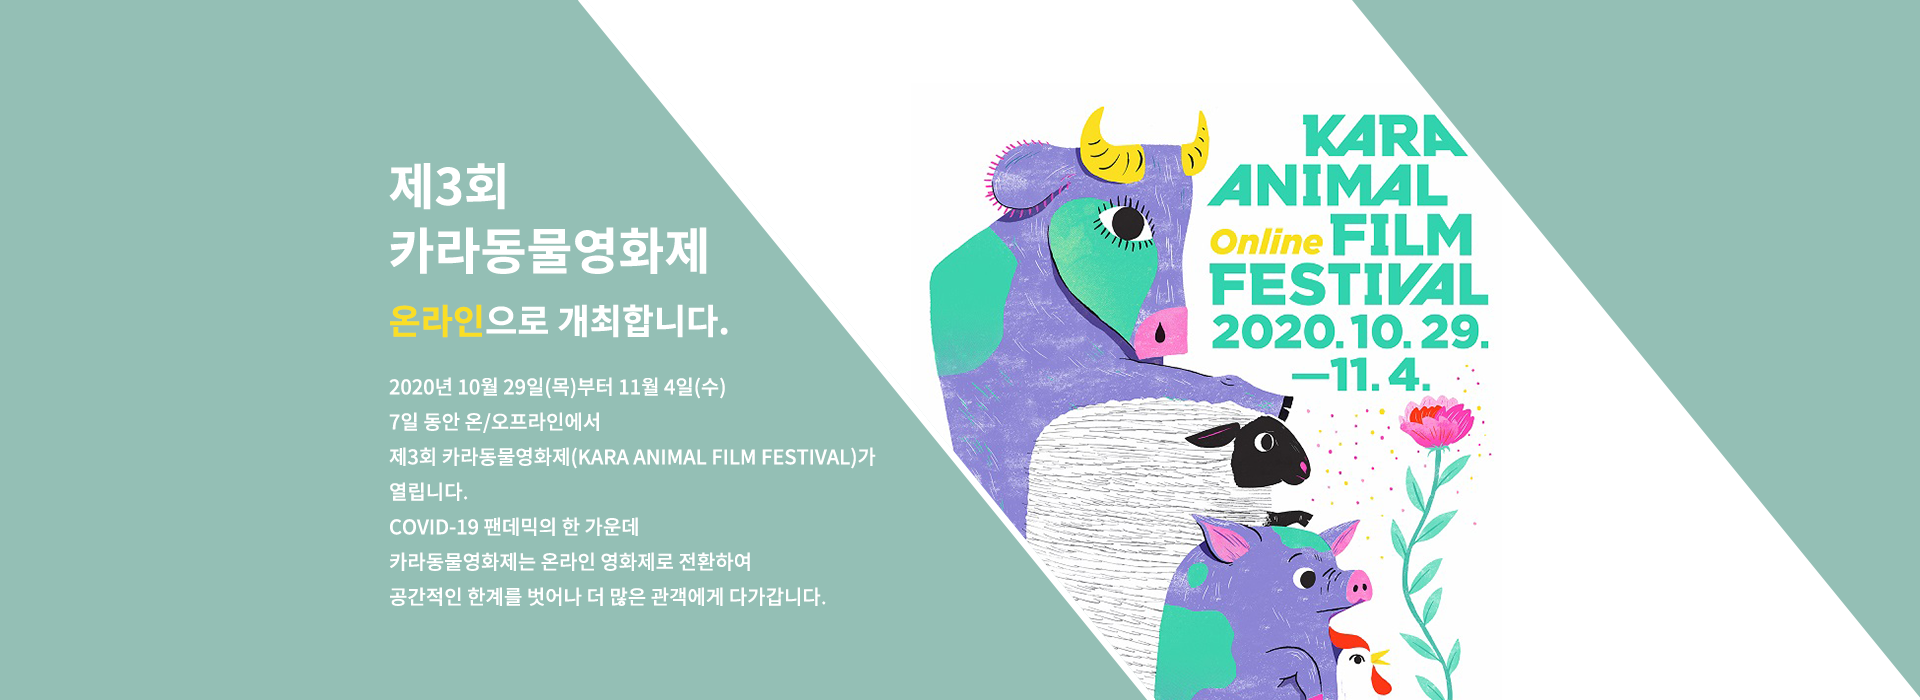 제3회
카라동물영화제
온라인으로 개최합니다.
2020년 10월 29일(목)부터 11월 4일(수)
7일 동안 온/오프라인에서
제3회 카라동물영화제(KARA ANIMAL FILM FESTIVAL)가
열립니다.
COVID-19 팬데믹의 한 가운데
카라동물영화제는 온라인 영화제로 전환하여
공간적인 한계를 벗어나 더 많은 관객에게 다가갑니다.
KARA
ANIMAL
Online FILM
FESTIVAL
2020. 10. 29.
—11. 4.